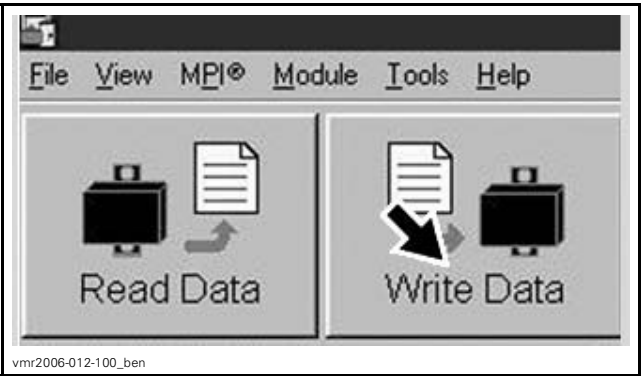 File View MPI® Module Tools Help
Read Data Write Data
vmr2006-012-100_ben